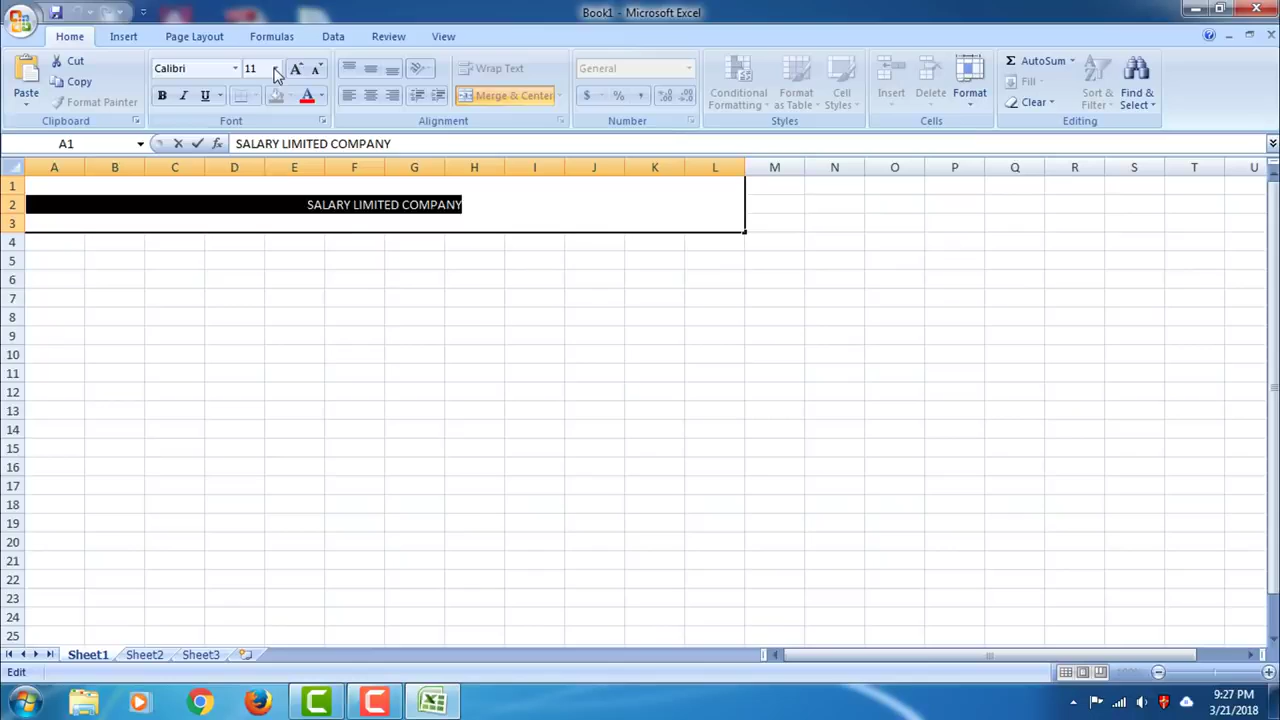 Book1 - Microsoft Excel
Home Insert Page Layout Formulas Data Review View
Paste
Cut
Copy
Format Painter
Clipboard
Calibri 11
B I U
Font
Wrap Text
Merge & Center
Alignment
General
$ % ,
Number
Conditional Formatting
Format as Table
Cell Styles
Styles
Insert Delete Format
Cells
Σ AutoSum
Fill
Clear
Sort & Filter
Find & Select
Editing
A1 fx SALARY LIMITED COMPANY
A B C D E F G H I J K L M N O P Q R S T U
1
2 SALARY LIMITED COMPANY
3
4
5
6
7
8
9
10
11
12
13
14
15
16
17
18
19
20
21
22
23
24
25
Sheet1 Sheet2 Sheet3
Edit
9:27 PM
3/21/2018